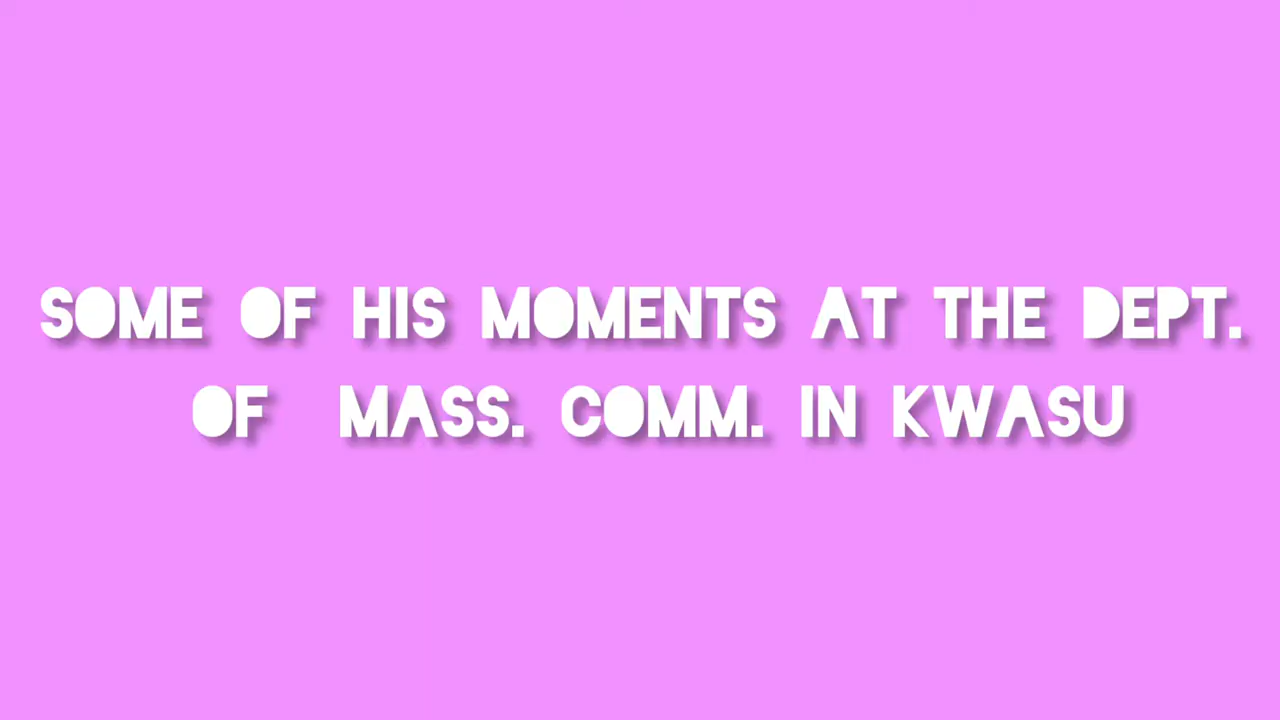 SOME OF HIS MOMENTS AT THE DEPT.
OF MASS. COMM. IN KWASU